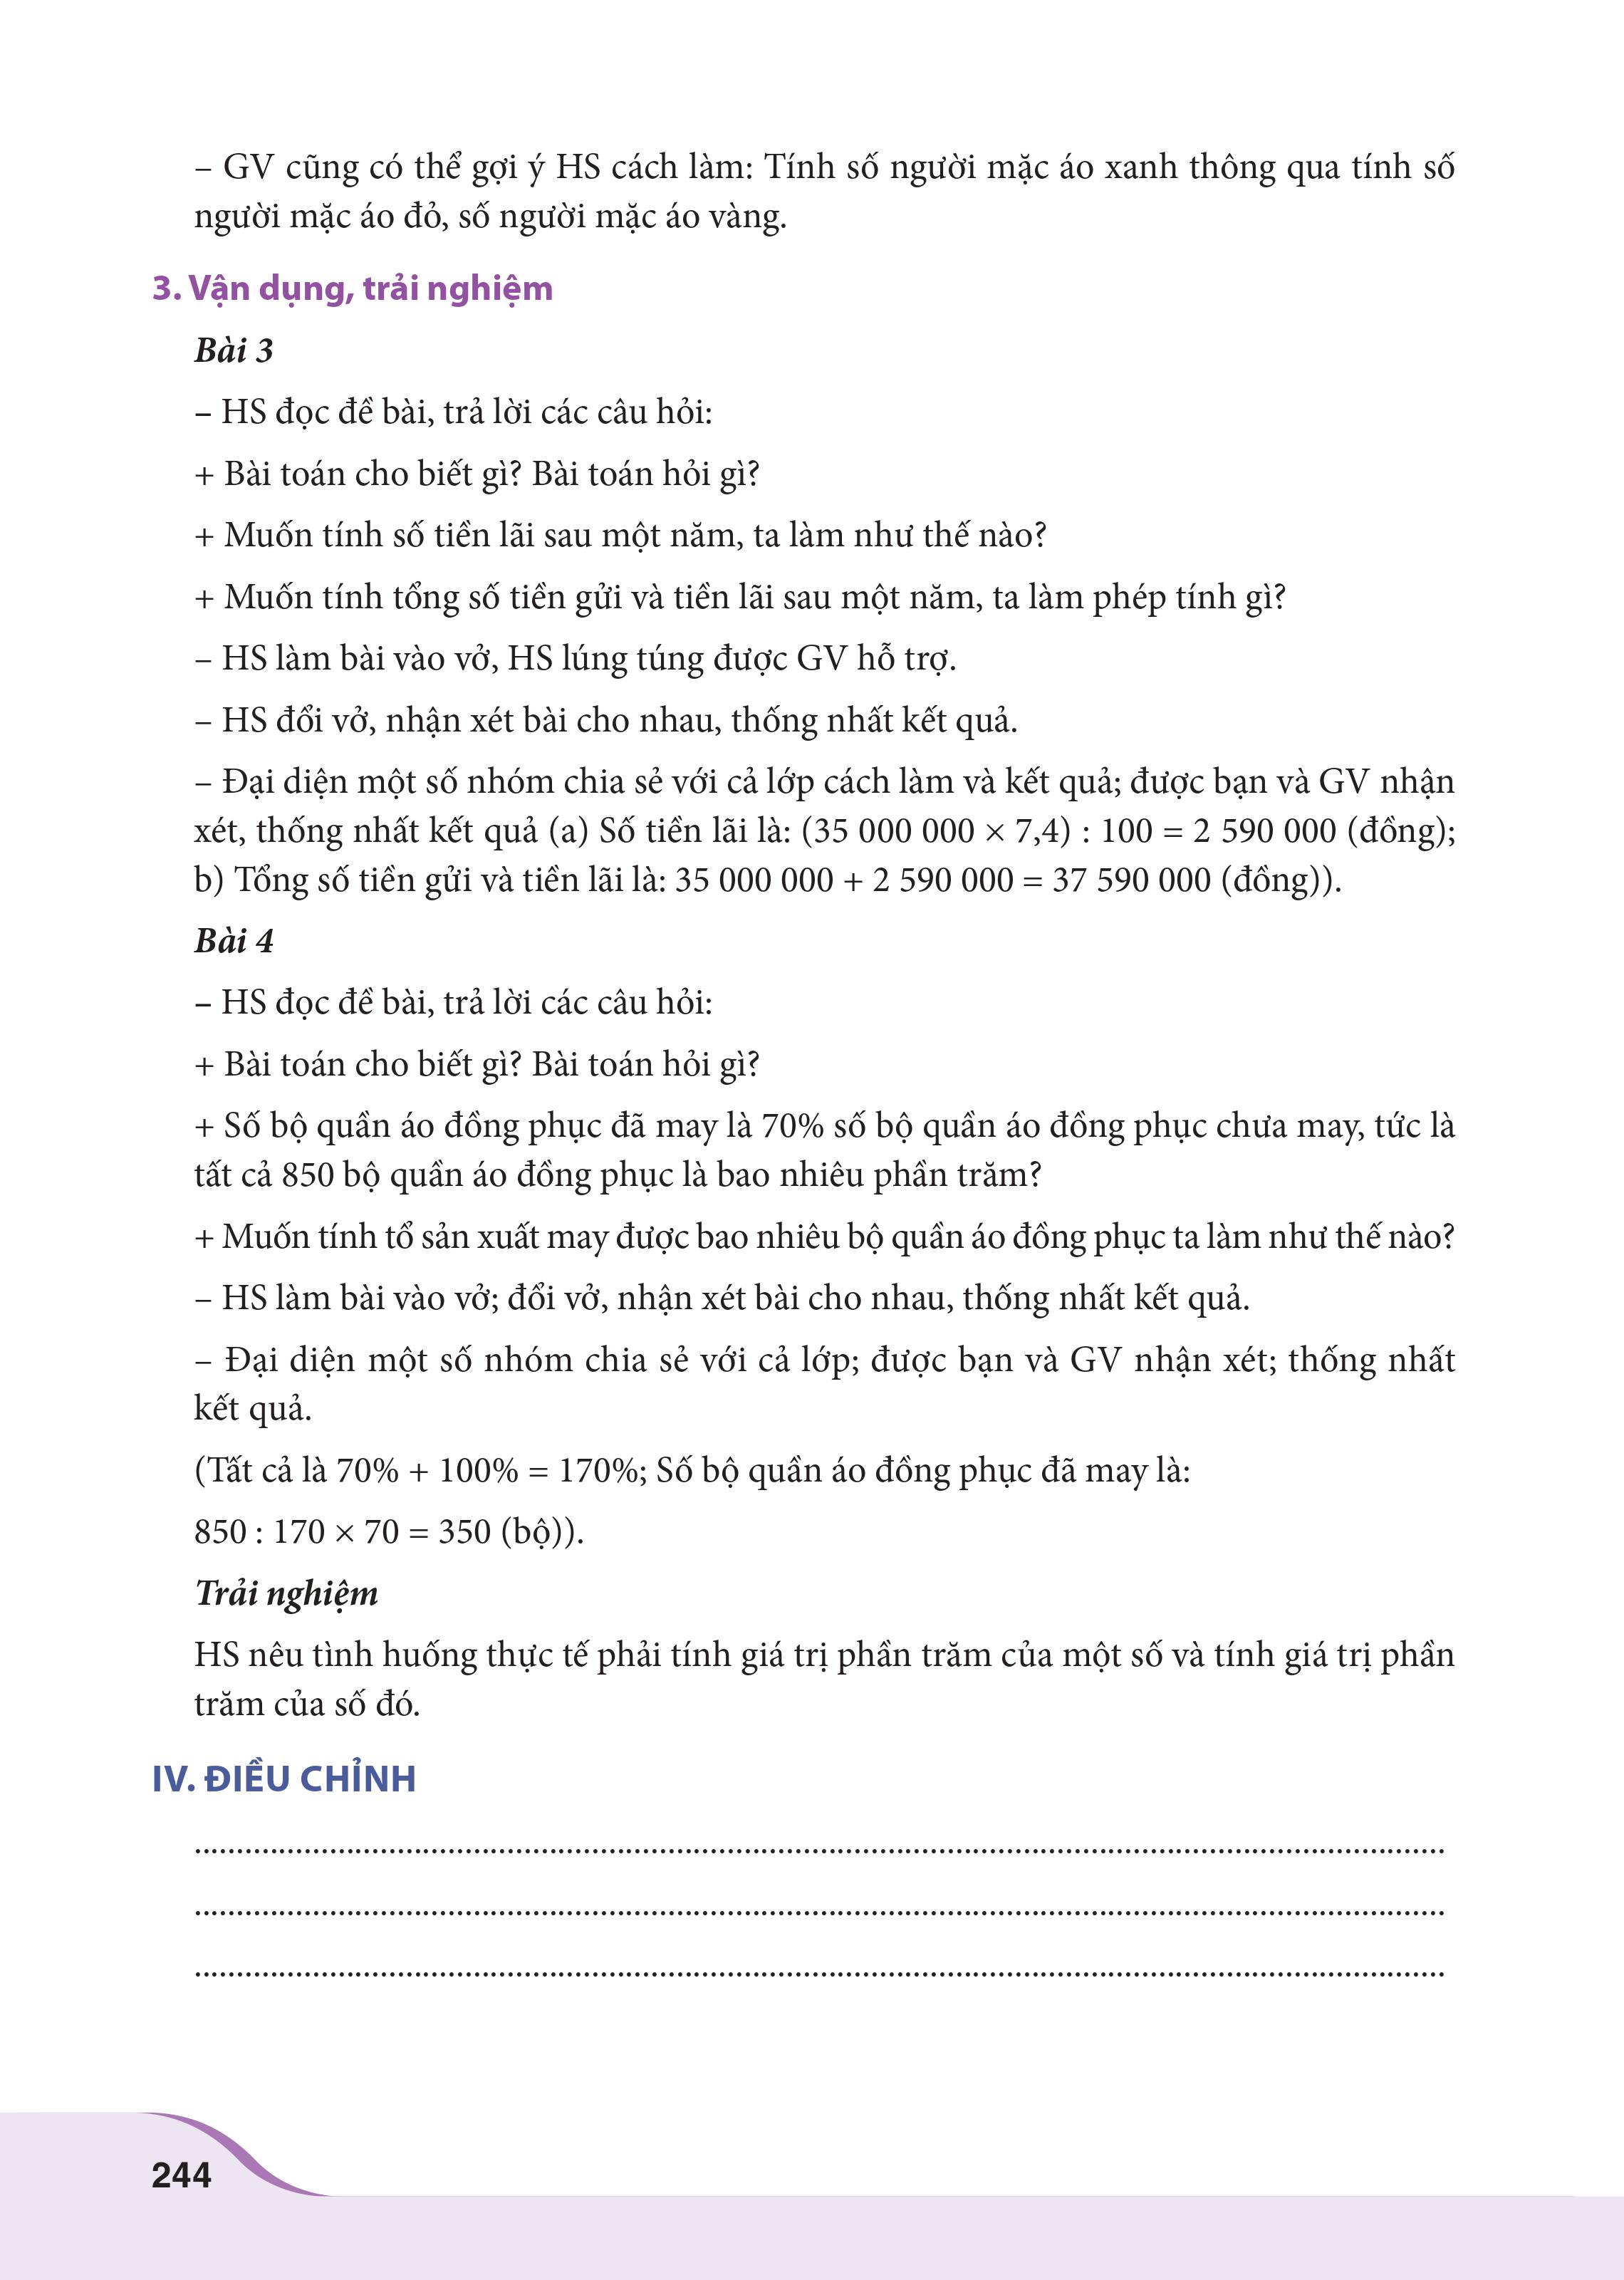 – GV cũng có thể gợi ý HS cách làm: Tính số người mặc áo xanh thông qua tính số
người mặc áo đỏ, số người mặc áo vàng.
3. Vận dụng, trải nghiệm
Bài 3
– HS đọc đề bài, trả lời các câu hỏi:
+ Bài toán cho biết gì? Bài toán hỏi gì?
+ Muốn tính số tiền lãi sau một năm, ta làm như thế nào?
+ Muốn tính tổng số tiền gửi và tiền lãi sau một năm, ta làm phép tính gì?
– HS làm bài vào vở, HS lúng túng được GV hỗ trợ.
– HS đổi vở, nhận xét bài cho nhau, thống nhất kết quả.
– Đại diện một số nhóm chia sẻ với cả lớp cách làm và kết quả; được bạn và GV nhận
xét, thống nhất kết quả (a) Số tiền lãi là: (35 000 000 × 7,4) : 100 = 2 590 000 (đồng);
b) Tổng số tiền gửi và tiền lãi là: 35 000 000 + 2 590 000 = 37 590 000 (đồng)).
Bài 4
– HS đọc đề bài, trả lời các câu hỏi:
+ Bài toán cho biết gì? Bài toán hỏi gì?
+ Số bộ quần áo đồng phục đã may là 70% số bộ quần áo đồng phục chưa may, tức là
tất cả 850 bộ quần áo đồng phục là bao nhiêu phần trăm?
+ Muốn tính tổ sản xuất may được bao nhiêu bộ quần áo đồng phục ta làm như thế nào?
– HS làm bài vào vở; đổi vở, nhận xét bài cho nhau, thống nhất kết quả.
– Đại diện một số nhóm chia sẻ với cả lớp; được bạn và GV nhận xét; thống nhất
kết quả.
(Tất cả là 70% + 100% = 170%; Số bộ quần áo đồng phục đã may là:
850 : 170 × 70 = 350 (bộ)).
Trải nghiệm
HS nêu tình huống thực tế phải tính giá trị phần trăm của một số và tính giá trị phần
trăm của số đó.
IV. ĐIỀU CHỈNH
244